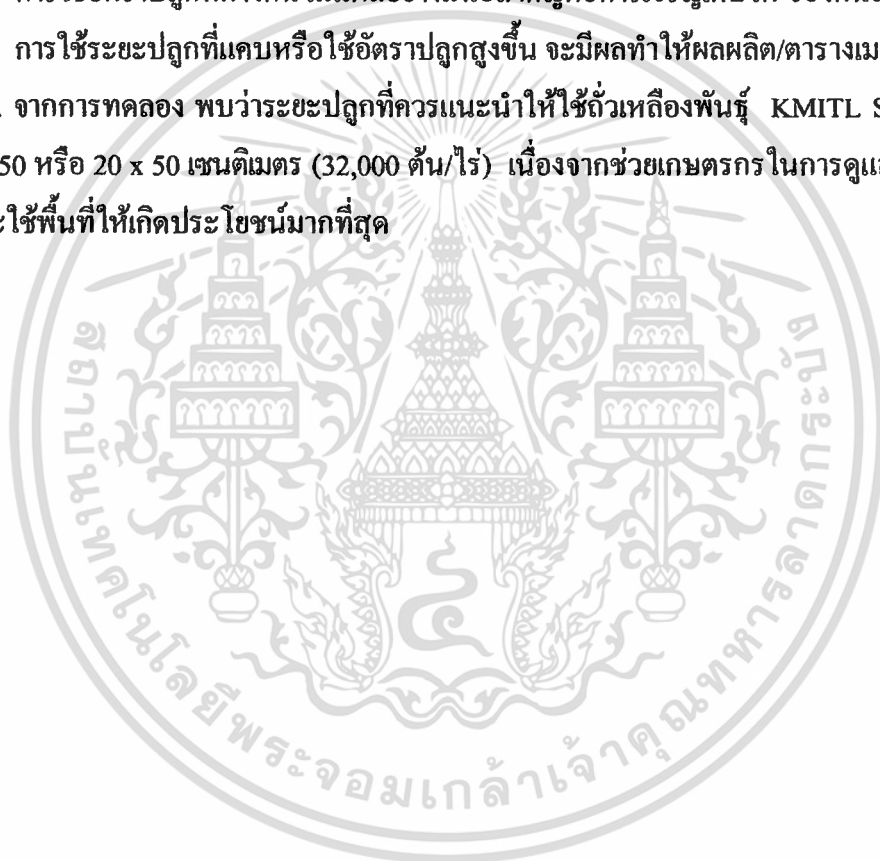 การใช้ระยะปลูกที่แคบหรือใช้อัตราปลูกสูงขึ้น จะมีผลทำให้ผลผลิต/ตารางเม
. จากการทดลอง พบว่าระยะปลูกที่ควรแนะนำให้ใช้ถั่วเหลืองพันธุ์ KMITL S
50 หรือ 20 x 50 เซนติเมตร (32,000 ต้น/ไร่) เนื่องจากช่วยเกษตรกรในการดูแ
ะใช้พื้นที่ให้เกิดประโยชน์มากที่สุด
สถาบันเทคโนโลยีพระจอมเกล้าเจ้าคุณทหารลาดกระบัง